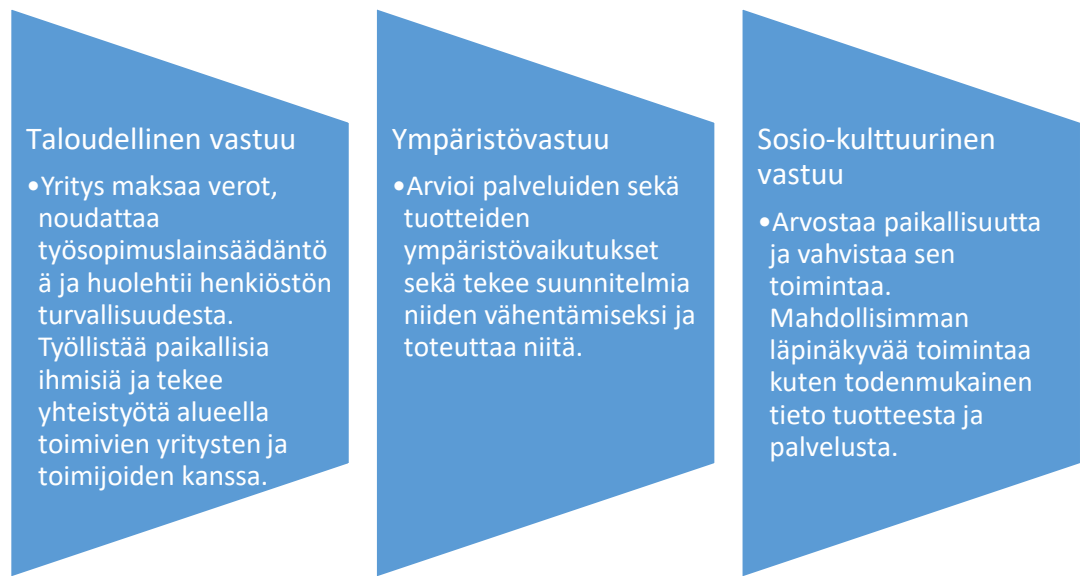 Taloudellinen vastuu
•Yritys maksaa verot,
noudattaa
työsopimuslainsäädäntö
ä ja huolehtii henkiöstön
turvallisuudesta.
Työllistää paikallisia
ihmisiä ja tekee
yhteistyötä alueella
toimivien yritysten ja
toimijoiden kanssa.
Ympäristövastuu
•Arvioi palveluiden sekä
tuotteiden
ympäristövaikutukset
sekä tekee suunnitelmia
niiden vähentämiseksi ja
toteuttaa niitä.
Sosio-kulttuurinen
vastuu
•Arvostaa paikallisuutta
ja vahvistaa sen
toimintaa.
Mahdollisimman
läpinäkyvää toimintaa
kuten todenmukainen
tieto tuotteesta ja
palvelusta.